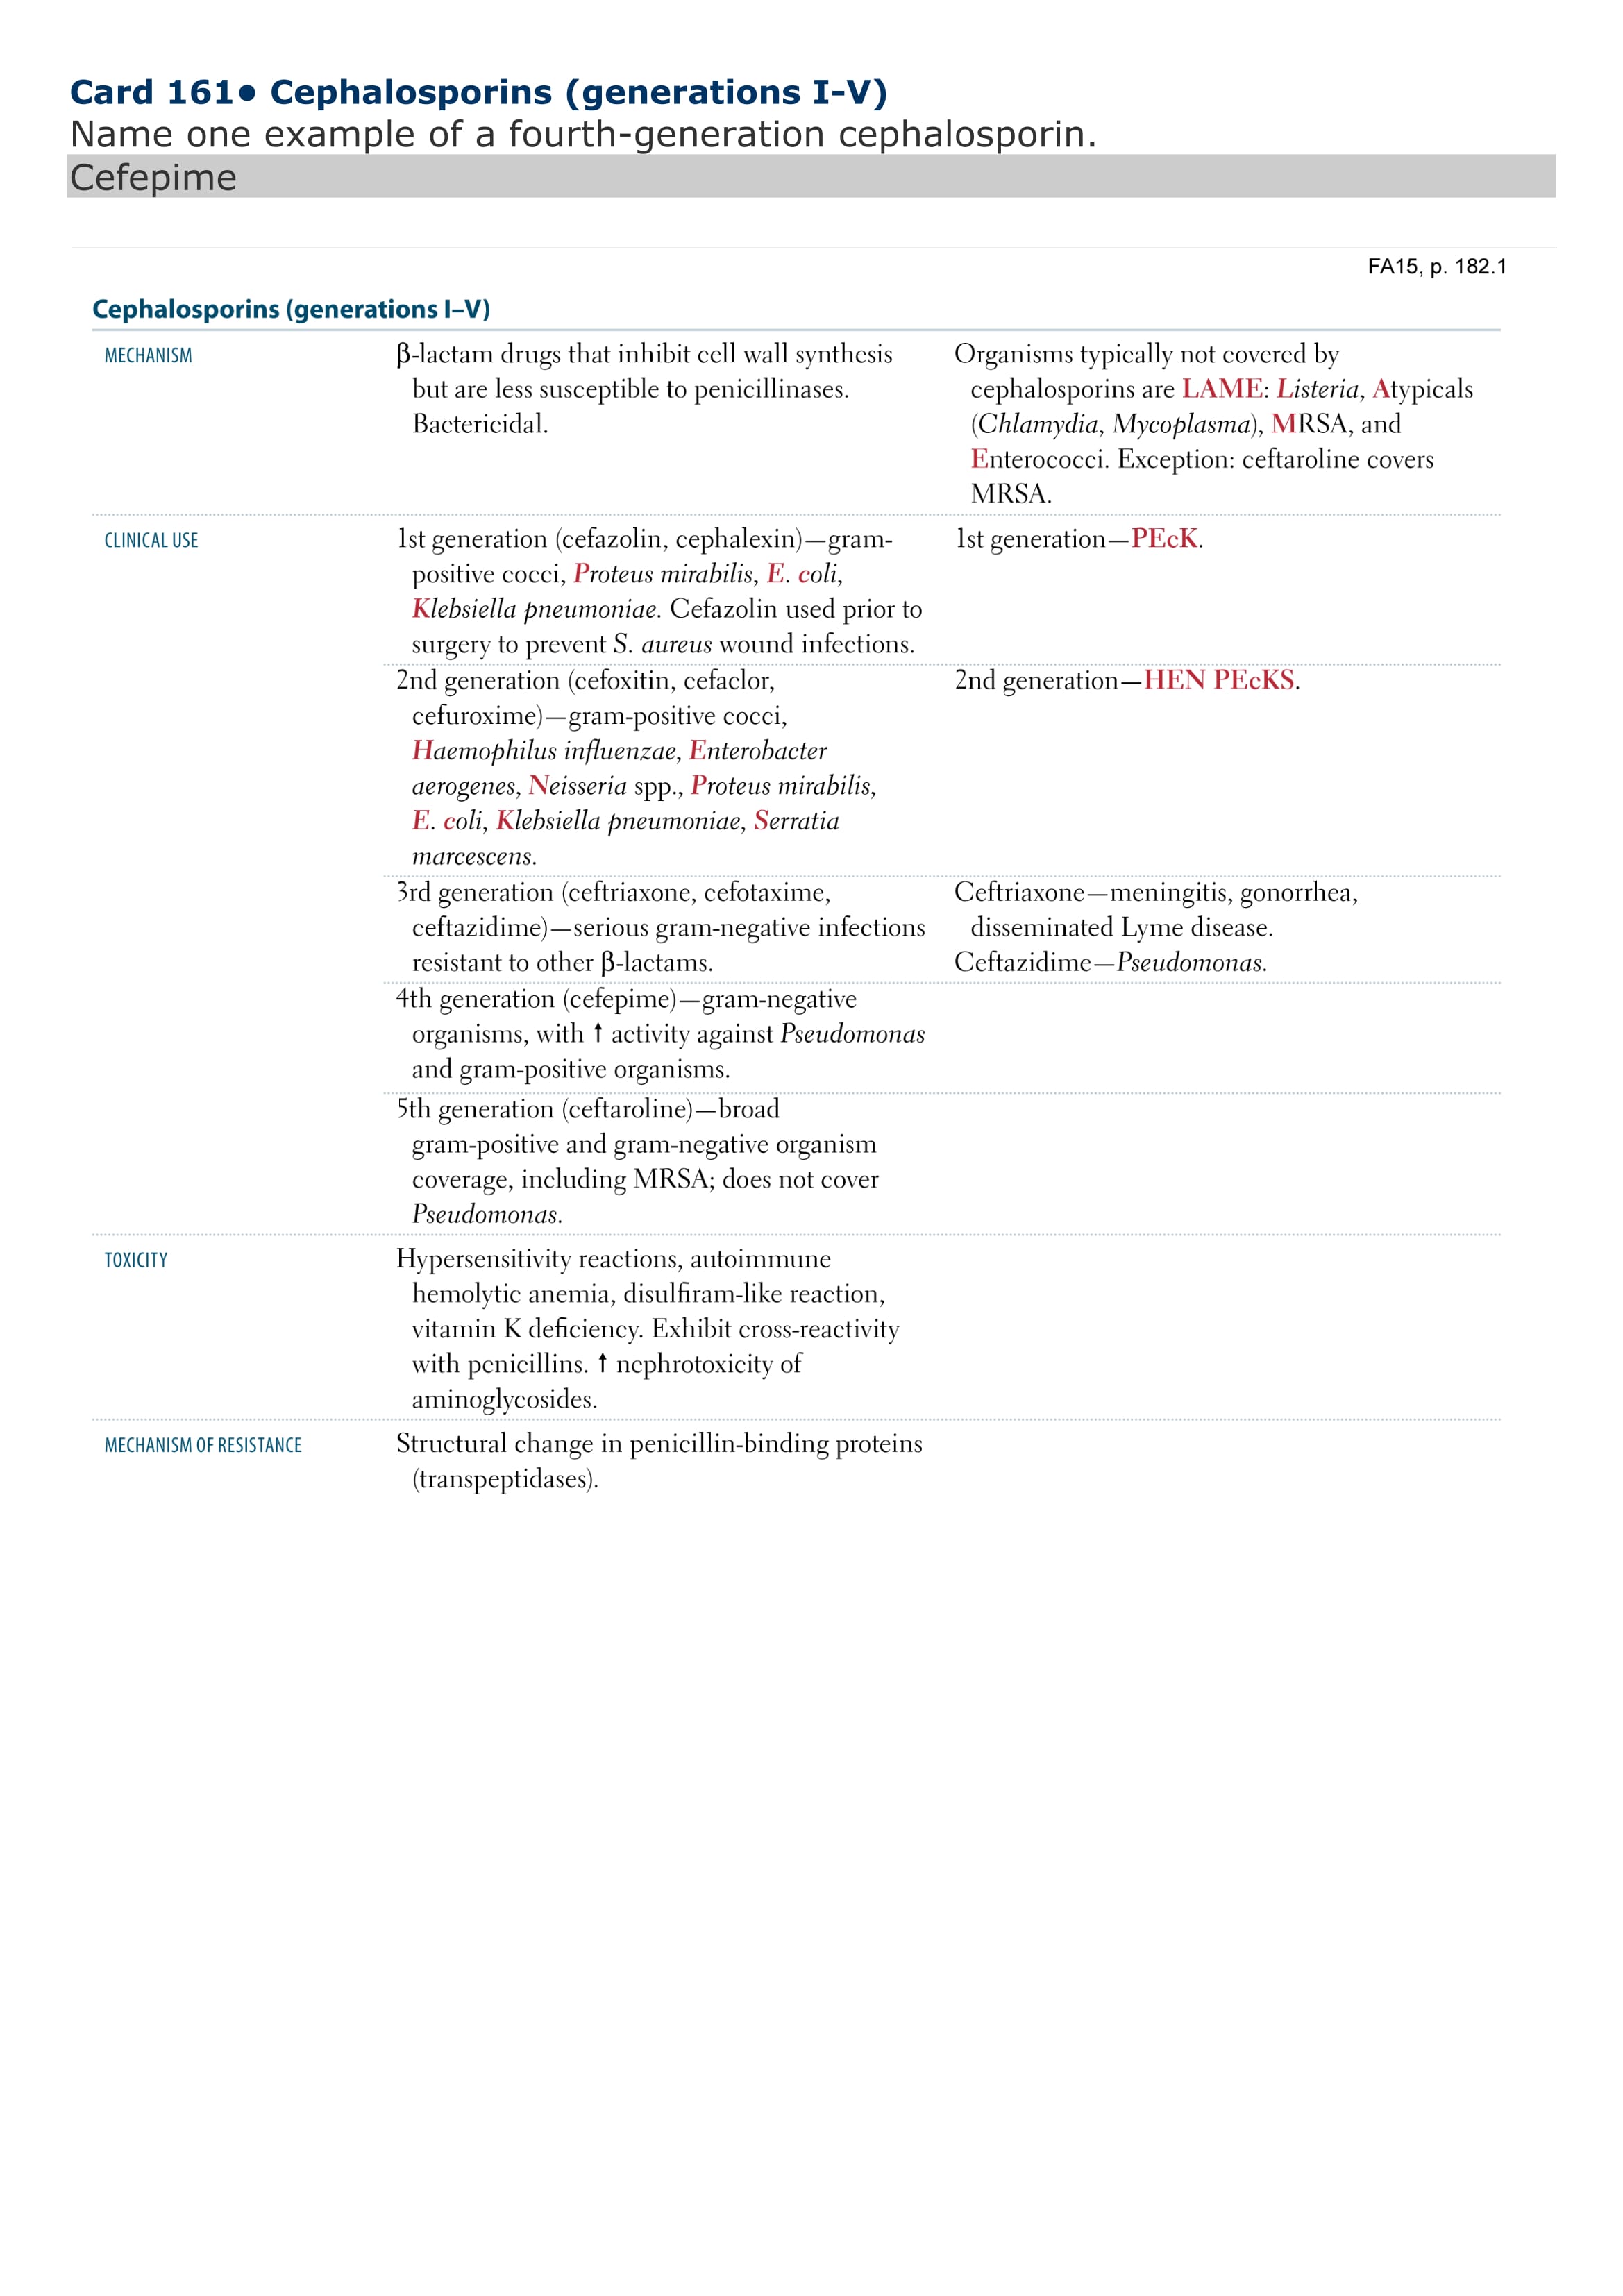 Card 161● Cephalosporins (generations I-V)
Name one example of a fourth-generation cephalosporin.
Cefepime
FA15, p. 182.1
Cephalosporins (generations I–V)
MECHANISM
β-lactam drugs that inhibit cell wall synthesis
but are less susceptible to penicillinases.
Bactericidal.
Organisms typically not covered by
cephalosporins are LAME: Listeria, Atypicals
(Chlamydia, Mycoplasma), MRSA, and
Enterococci. Exception: ceftaroline covers
MRSA.
CLINICAL USE
1st generation (cefazolin, cephalexin)—gram-
positive cocci, Proteus mirabilis, E. coli,
Klebsiella pneumoniae. Cefazolin used prior to
surgery to prevent S. aureus wound infections.
1st generation—PEcK.
2nd generation (cefoxitin, cefaclor,
cefuroxime)—gram-positive cocci,
Haemophilus influenzae, Enterobacter
aerogenes, Neisseria spp., Proteus mirabilis,
E. coli, Klebsiella pneumoniae, Serratia
marcescens.
2nd generation—HEN PEcKS.
3rd generation (ceftriaxone, cefotaxime,
ceftazidime)—serious gram-negative infections
resistant to other β-lactams.
Ceftriaxone—meningitis, gonorrhea,
disseminated Lyme disease.
Ceftazidime—Pseudomonas.
4th generation (cefepime)—gram-negative
organisms, with ↑ activity against Pseudomonas
and gram-positive organisms.
5th generation (ceftaroline)—broad
gram-positive and gram-negative organism
coverage, including MRSA; does not cover
Pseudomonas.
TOXICITY
Hypersensitivity reactions, autoimmune
hemolytic anemia, disulfiram-like reaction,
vitamin K deficiency. Exhibit cross-reactivity
with penicillins. ↑ nephrotoxicity of
aminoglycosides.
MECHANISM OF RESISTANCE
Structural change in penicillin-binding proteins
(transpeptidases).